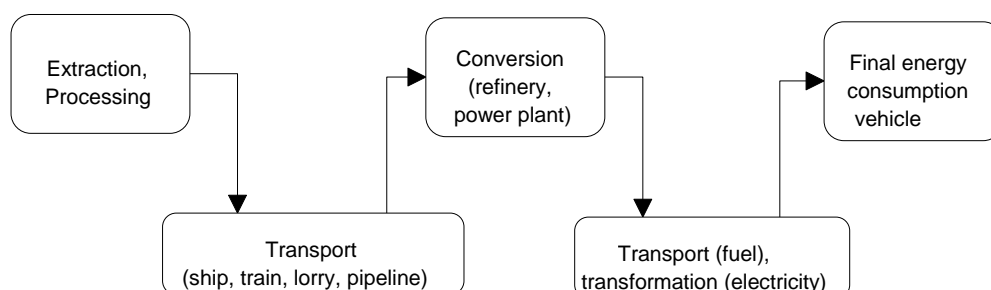 Extraction,
Processing
Transport
(ship, train, lorry, pipeline)
Conversion
(refinery,
power plant)
Transport (fuel),
transformation (electricity)
Final energy
consumption
vehicle